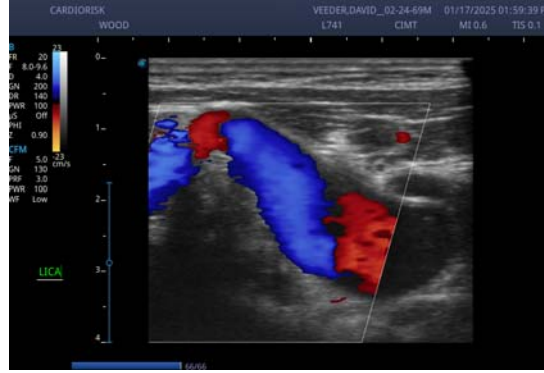 CARDIORISK VEEDER,DAVID_02-24-69M 01/17/2025 01:59:39 P
WOOD L741 CIMT MI 0.6 TIS 0.1
B
FR 20
F 8.0-9.6
D 4.0
GN 200
DR 140
PWR 100
µS Off
PHI
Z 0.90
CFM
F 5.0
GN 130
PRF 3.0
PWR 100
WF Low
23
-23
cm/s
0
1
2
3
4
LICA
66/66